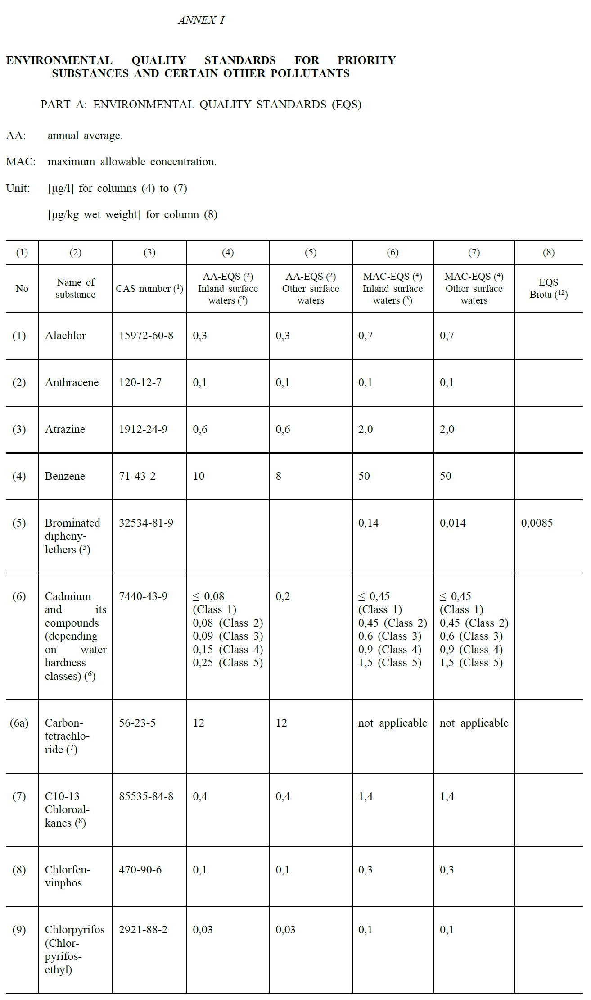 ANNEX I
ENVIRONMENTAL QUALITY STANDARDS FOR PRIORITY
SUBSTANCES AND CERTAIN OTHER POLLUTANTS
PART A: ENVIRONMENTAL QUALITY STANDARDS (EQS)
AA: annual average.
MAC: maximum allowable concentration.
Unit: [μg/l] for columns (4) to (7)
[μg/kg wet weight] for column (8)
(1) (2) (3) (4) (5) (6) (7) (8)
No
Name of
substance
CAS number (¹)
AA-EQS (²)
Inland surface
waters (³)
AA-EQS (²)
Other surface
waters
MAC-EQS (⁴)
Inland surface
waters (³)
MAC-EQS (⁴)
Other surface
waters
EQS
Biota (¹²)
(1) Alachlor 15972-60-8 0,3 0,3 0,7 0,7
(2) Anthracene 120-12-7 0,1 0,1 0,1 0,1
(3) Atrazine 1912-24-9 0,6 0,6 2,0 2,0
(4) Benzene 71-43-2 10 8 50 50
(5) Brominated 32534-81-9 0,14 0,014 0,0085
dipheny-
lethers (⁵)
(6) Cadmium 7440-43-9 ≤ 0,08 0,2 ≤ 0,45 ≤ 0,45
and its (Class 1) (Class 1) (Class 1)
compounds 0,08 (Class 2) 0,45 (Class 2) 0,45 (Class 2)
(depending 0,09 (Class 3) 0,6 (Class 3) 0,6 (Class 3)
on water 0,15 (Class 4) 0,9 (Class 4) 0,9 (Class 4)
hardness 0,25 (Class 5) 1,5 (Class 5) 1,5 (Class 5)
classes) (⁶)
(6a) Carbon- 56-23-5 12 12 not applicable not applicable
tetrachlo-
ride (⁷)
(7) C10-13 85535-84-8 0,4 0,4 1,4 1,4
Chloroal-
kanes (⁸)
(8) Chlorfen- 470-90-6 0,1 0,1 0,3 0,3
vinphos
(9) Chlorpyrifos 2921-88-2 0,03 0,03 0,1 0,1
(Chlor-
pyrifos-
ethyl)